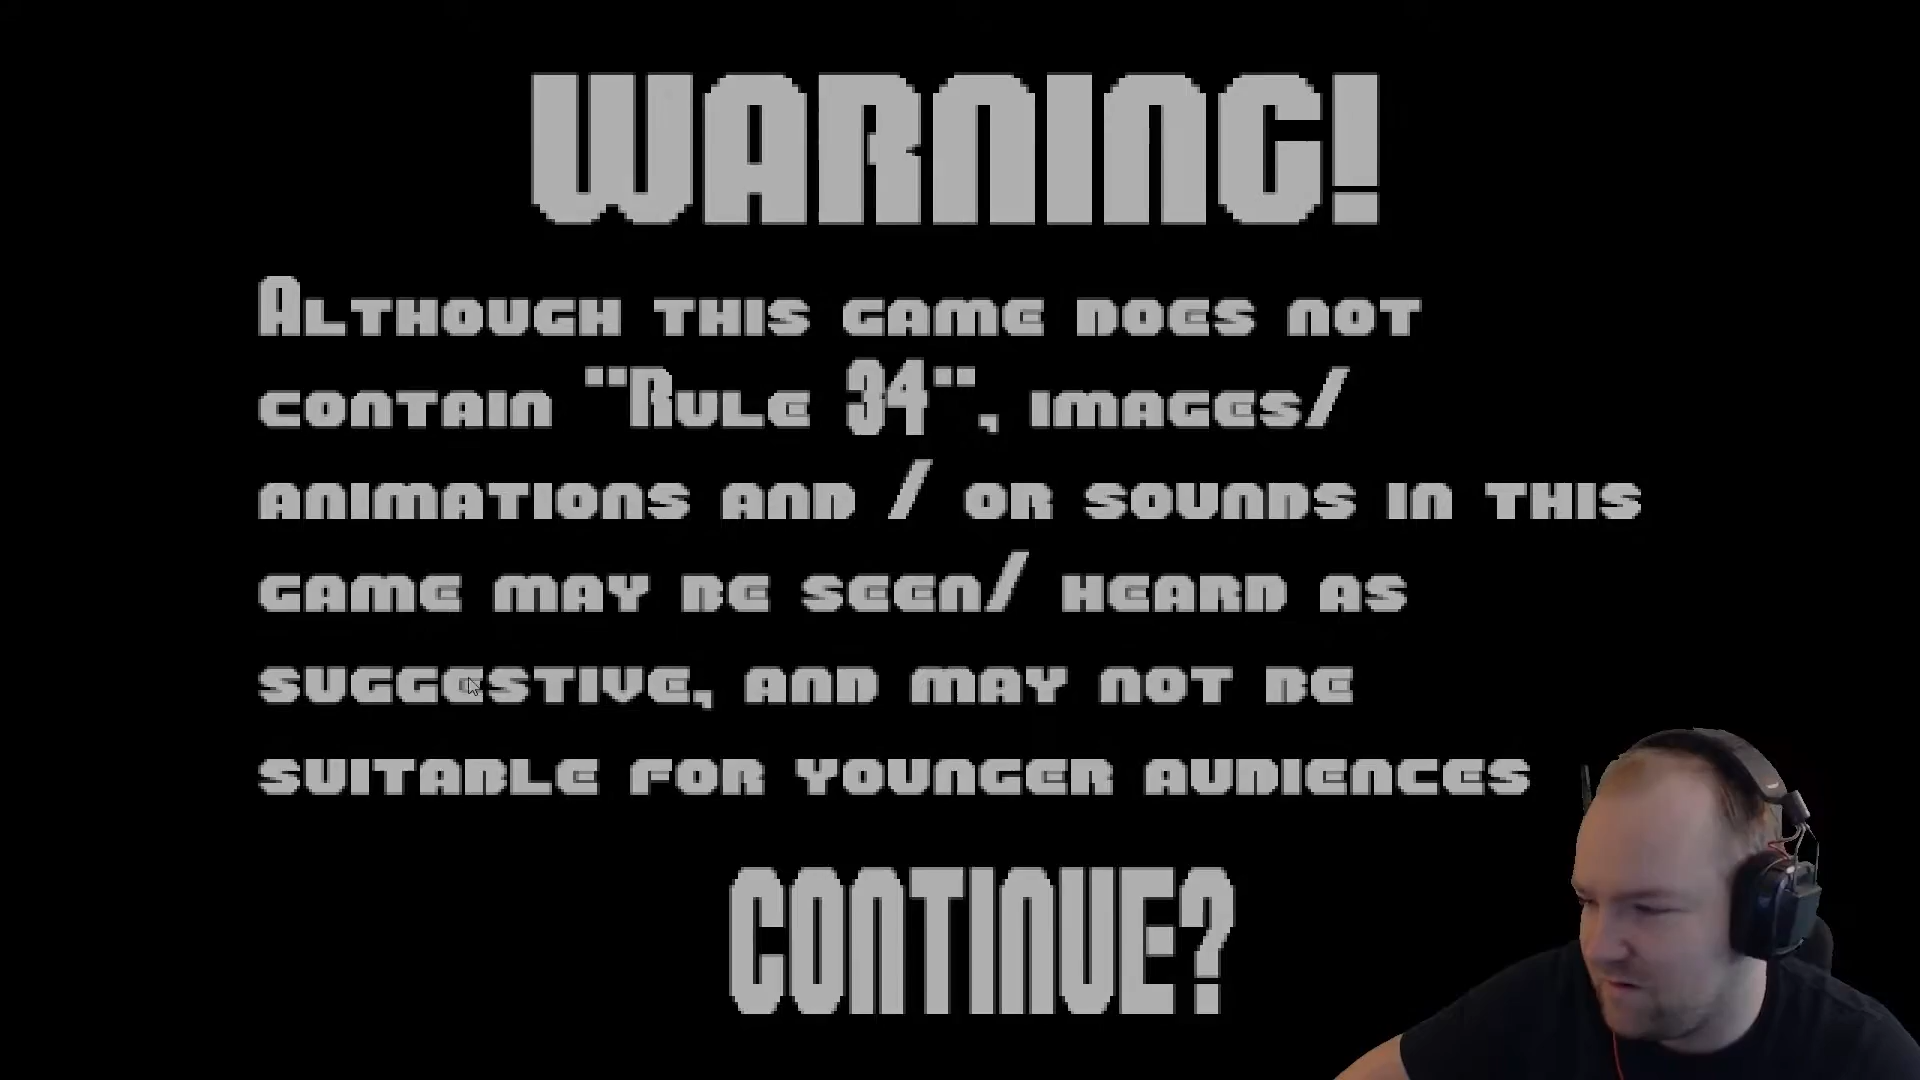 WARNING!
Although this game does not
contain "Rule 34", images/
animations and / or sounds in this
game may be seen/ heard as
suggestive, and may not be
suitable for younger audiences
CONTINUE?